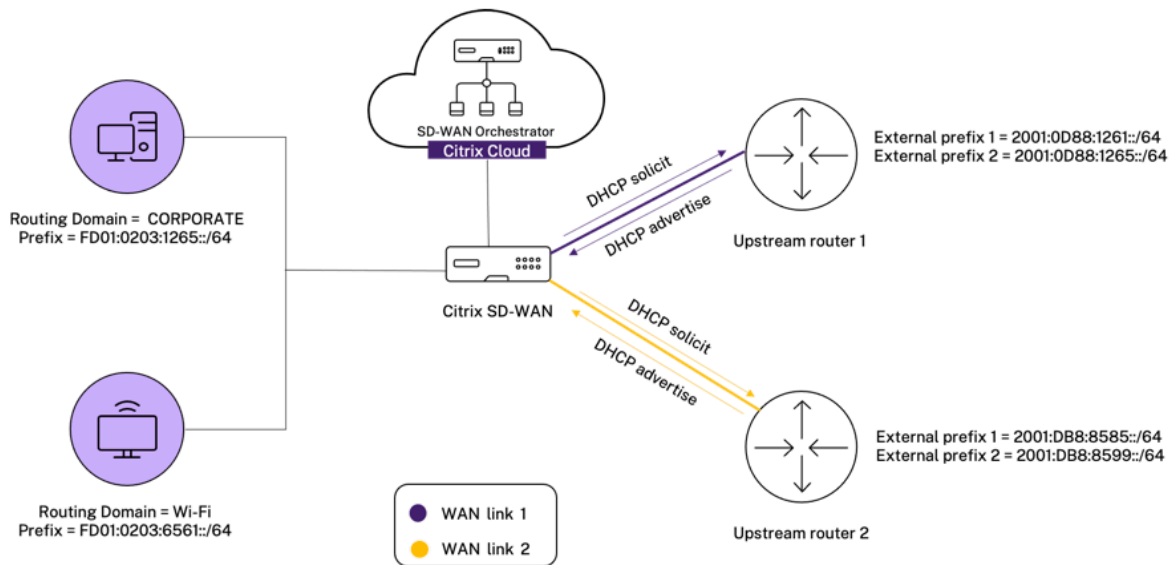 SD-WAN Orchestrator
Citrix Cloud
Routing Domain = CORPORATE
Prefix = FD01:0203:1265::/64
Citrix SD-WAN
DHCP solicit
DHCP advertise
External prefix 1 = 2001:0D88:1261::/64
External prefix 2 = 2001:0D88:1265::/64
Upstream router 1
DHCP solicit
DHCP advertise
Routing Domain = Wi-Fi
Prefix = FD01:0203:6561::/64
External prefix 1 = 2001:DB8:8585::/64
External prefix 2 = 2001:DB8:8599::/64
Upstream router 2
WAN link 1
WAN link 2